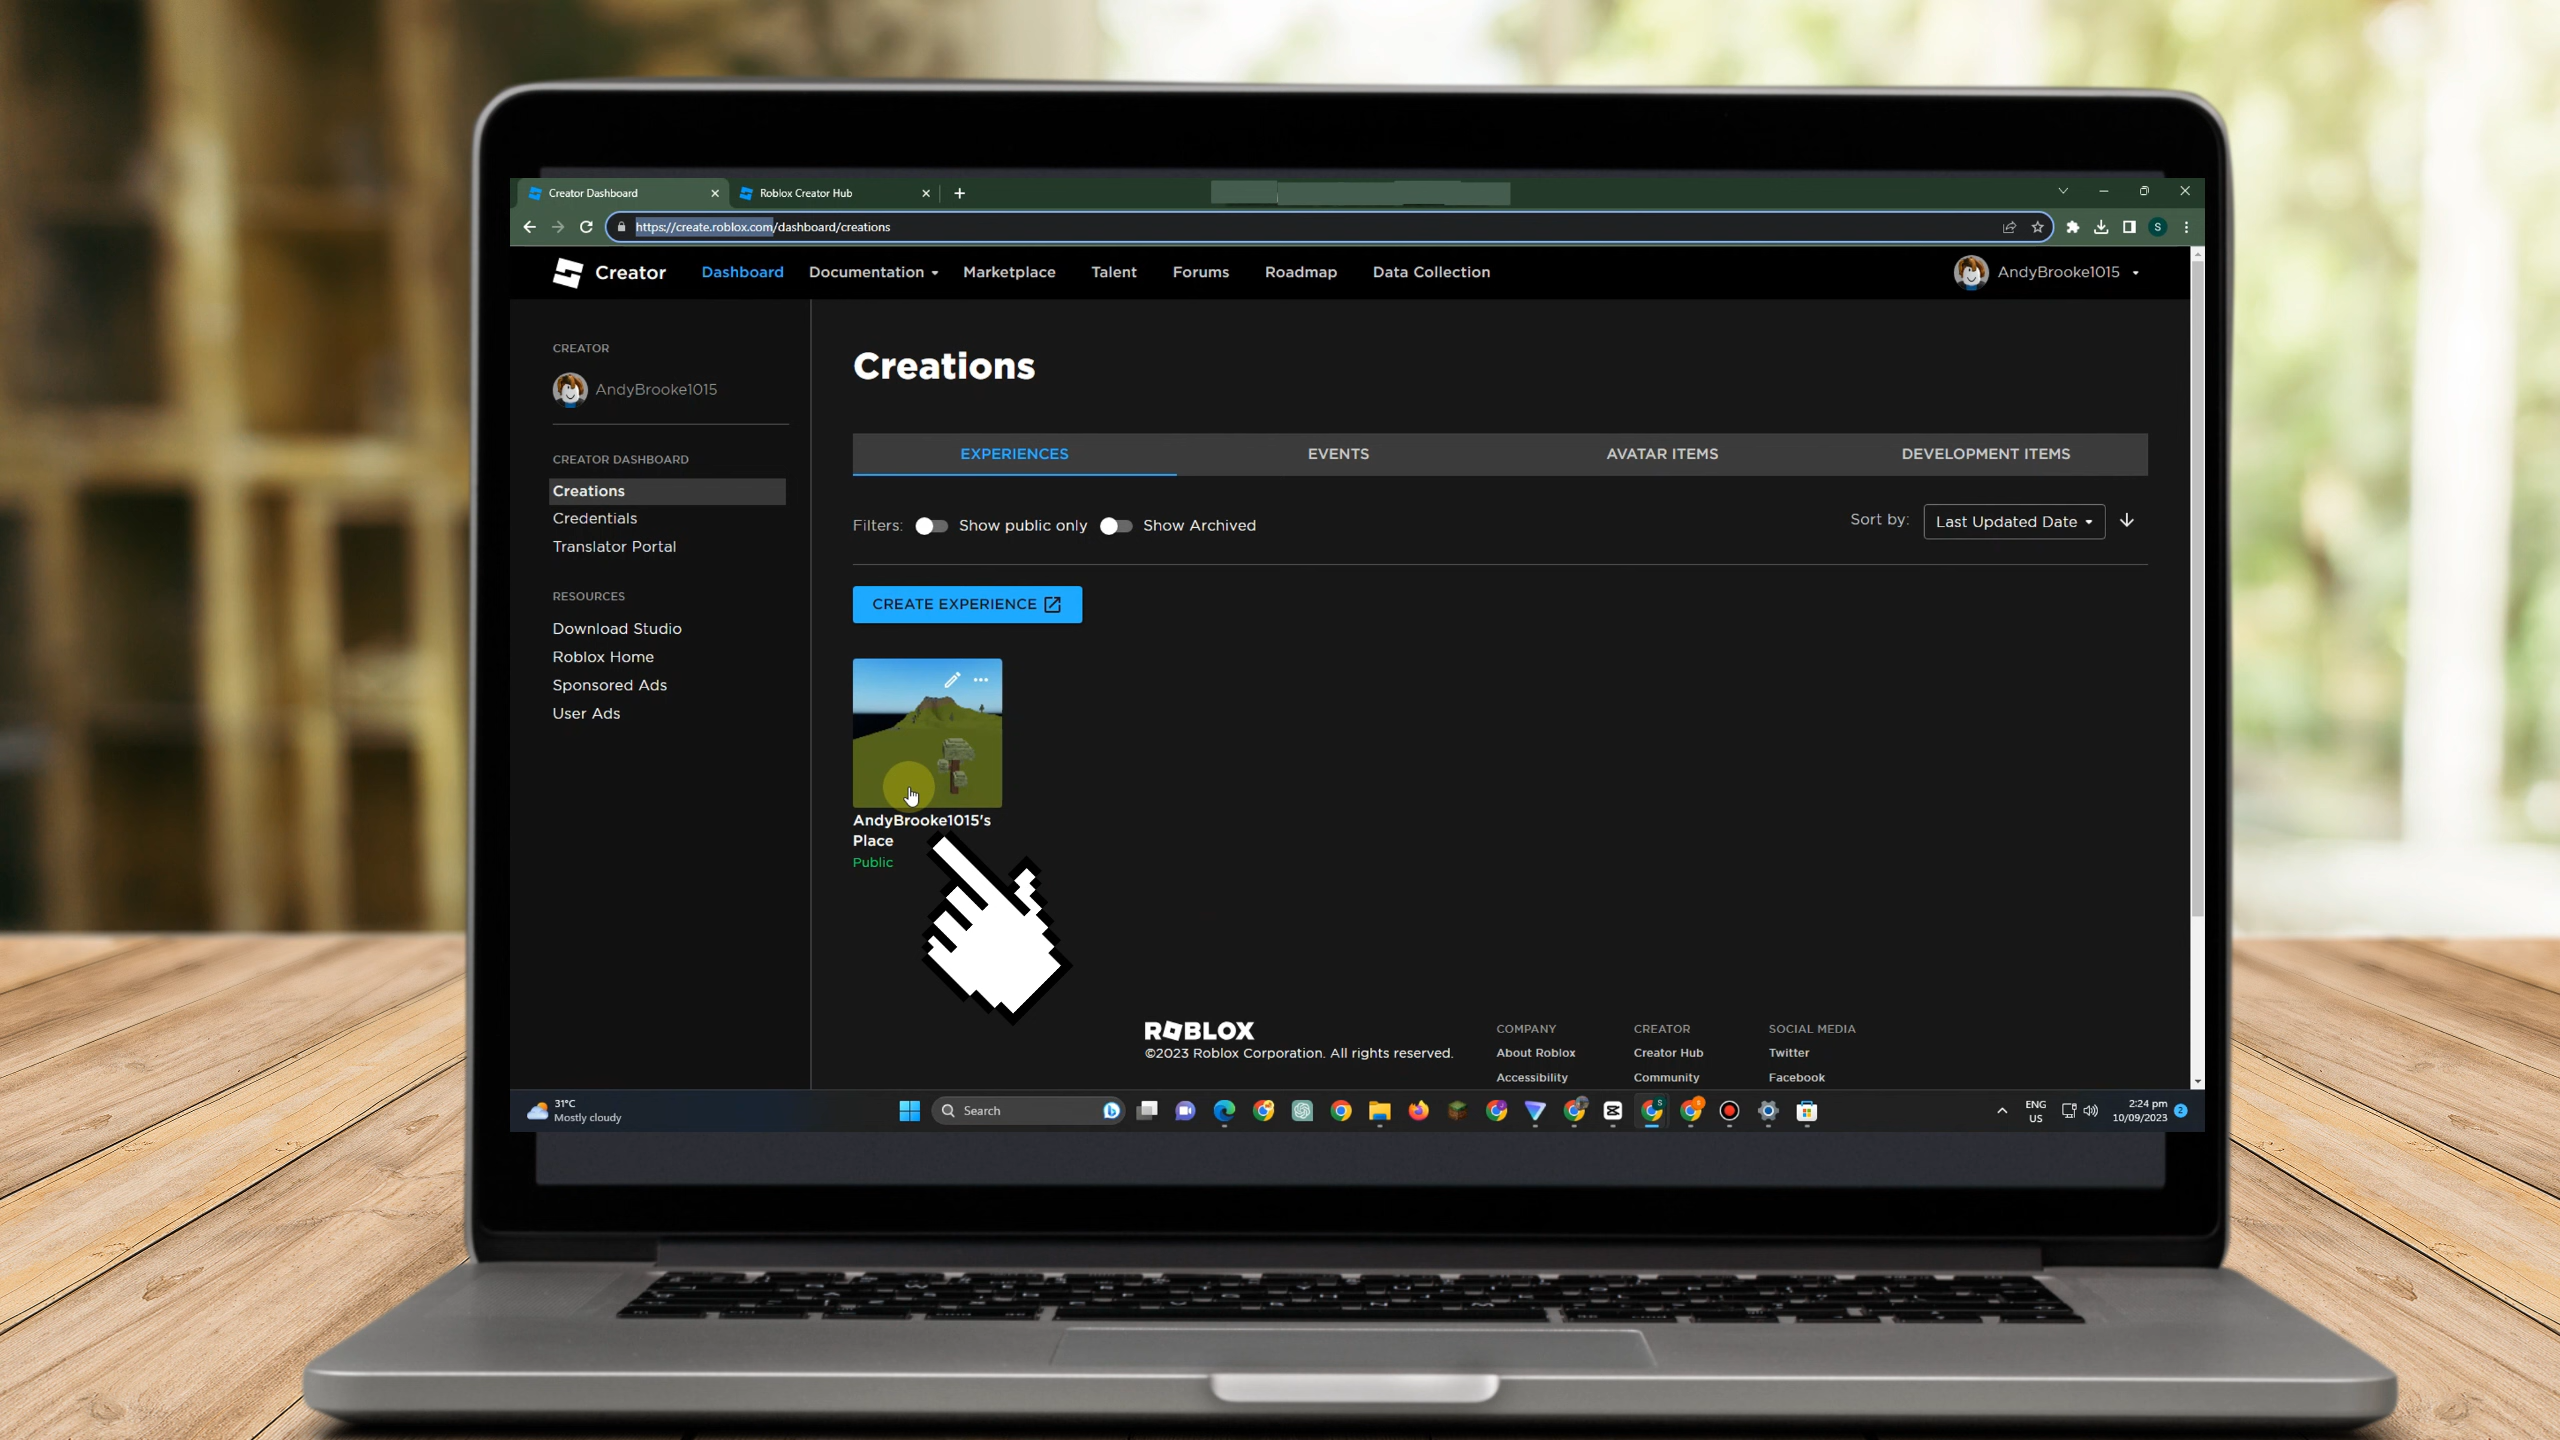 Creator Dashboard
Roblox Creator Hub
https://create.roblox.com/dashboard/creations
S
Creator
Dashboard
Documentation
Marketplace
Talent
Forums
Roadmap
Data Collection
AndyBrooke1015
CREATOR
AndyBrooke1015
CREATOR DASHBOARD
Creations
Credentials
Translator Portal
RESOURCES
Download Studio
Roblox Home
Sponsored Ads
User Ads
Creations
EXPERIENCES
EVENTS
AVATAR ITEMS
DEVELOPMENT ITEMS
Filters:
Show public only
Show Archived
Sort by:
Last Updated Date
CREATE EXPERIENCE
AndyBrooke1015's
Place
Public
ROBLOX
©2023 Roblox Corporation. All rights reserved.
COMPANY
About Roblox
Accessibility
CREATOR
Creator Hub
Community
SOCIAL MEDIA
Twitter
Facebook
31°C
Mostly cloudy
Search
ENG
US
2:24 pm
10/09/2023
2